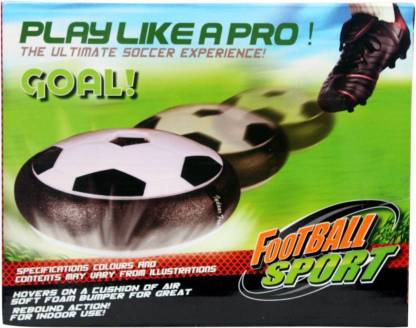 PLAY LIKE A PRO!
THE ULTIMATE SOCCER EXPERIENCE!
GOAL!
FOOTBALL
SPORT
SPECIFICATIONS COLOURS AND
CONTENTS MAY VARY FROM ILLUSTRATIONS
HOVERS ON A CUSHION OF AIR
SOFT FOAM BUMPER FOR GREAT
REBOUND ACTION!
FOR INDOOR USE!